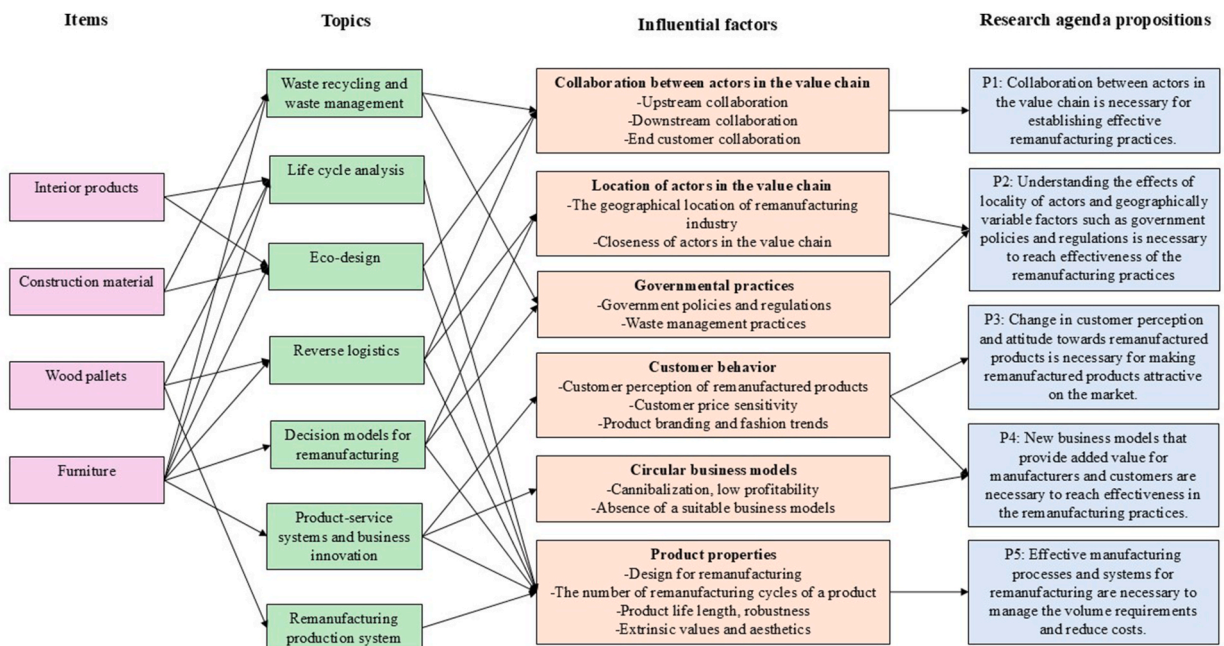 Items
Topics
Influential factors
Research agenda propositions
Interior products
Construction material
Wood pallets
Furniture
Waste recycling and
waste management
Life cycle analysis
Eco-design
Reverse logistics
Decision models for
remanufacturing
Product-service
systems and business
innovation
Remanufacturing
production system
Collaboration between actors in the value chain
-Upstream collaboration
-Downstream collaboration
-End customer collaboration
Location of actors in the value chain
-The geographical location of remanufacturing
industry
-Closeness of actors in the value chain
Governmental practices
-Government policies and regulations
-Waste management practices
Customer behavior
-Customer perception of remanufactured products
-Customer price sensitivity
-Product branding and fashion trends
Circular business models
-Cannibalization, low profitability
-Absence of a suitable business models
Product properties
-Design for remanufacturing
-The number of remanufacturing cycles of a product
-Product life length, robustness
-Extrinsic values and aesthetics
P1: Collaboration between actors in
the value chain is necessary for
establishing effective
remanufacturing practices.
P2: Understanding the effects of
locality of actors and geographically
variable factors such as government
policies and regulations is necessary
to reach effectiveness of the
remanufacturing practices
P3: Change in customer perception
and attitude towards remanufactured
products is necessary for making
remanufactured products attractive
on the market.
P4: New business models that
provide added value for
manufacturers and customers are
necessary to reach effectiveness in
the remanufacturing practices.
P5: Effective manufacturing
processes and systems for
remanufacturing are necessary to
manage the volume requirements
and reduce costs.